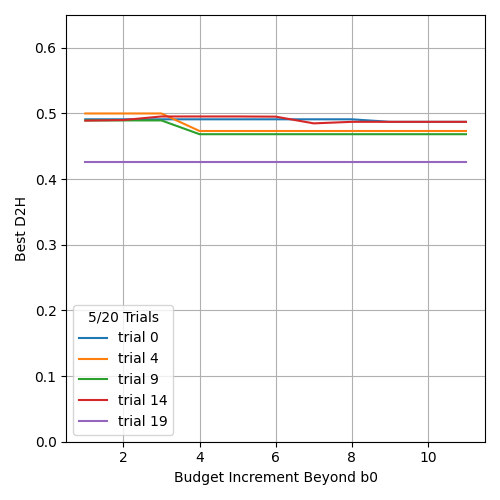 0.6
0.5
0.4
0.3
0.2
0.1
0.0
Best D2H
5/20 Trials
trial 0
trial 4
trial 9
trial 14
trial 19
2 4 6 8 10
Budget Increment Beyond b0